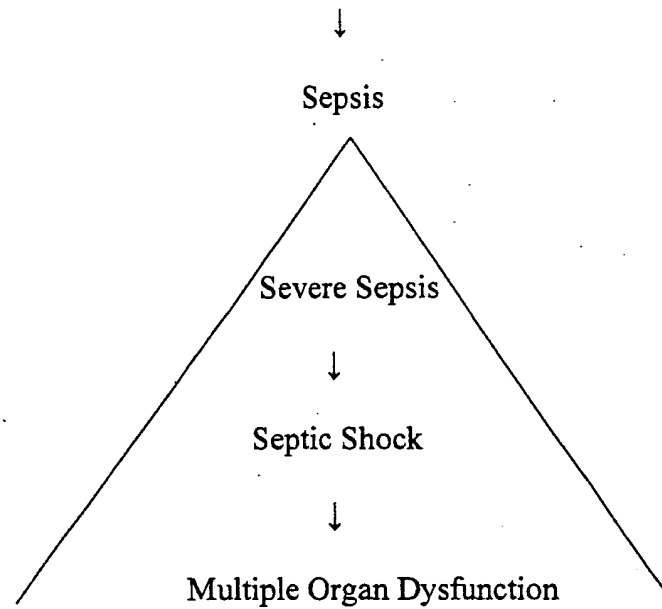 ↓
Sepsis
Severe Sepsis
↓
Septic Shock
↓
Multiple Organ Dysfunction